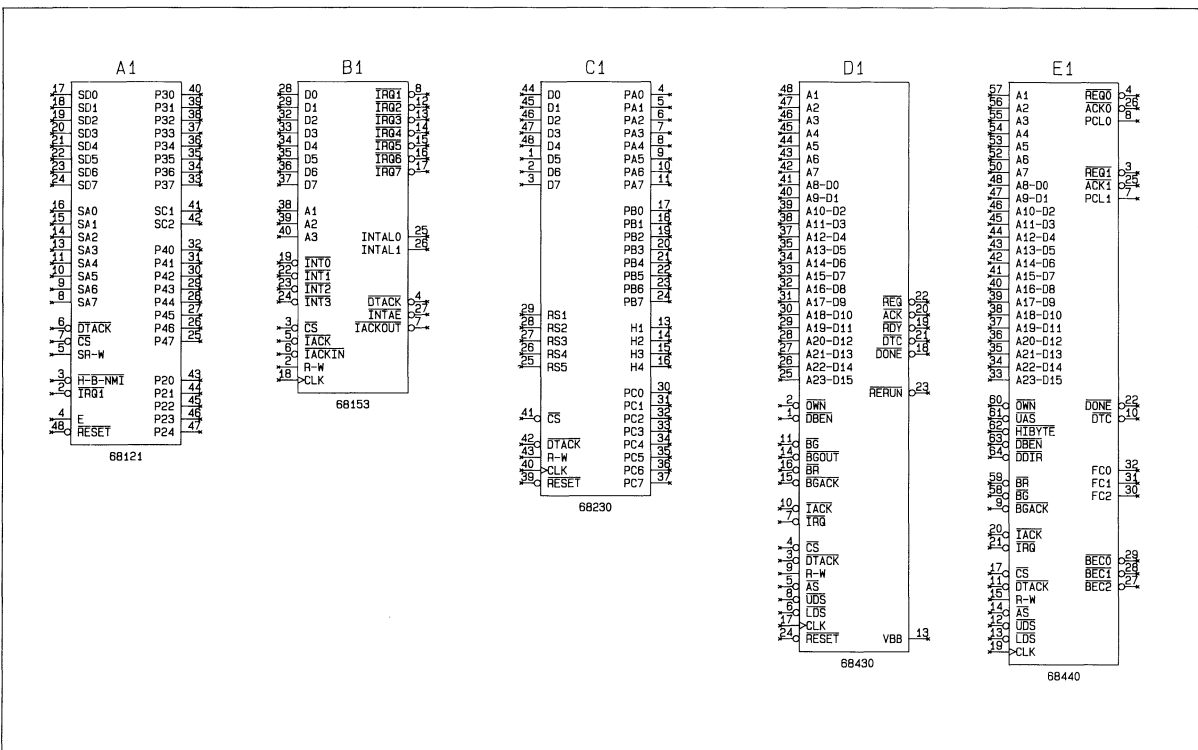 A1
17 SD0 P30 40
18 SD1 P31 39
19 SD2 P32 38
20 SD3 P33 37
21 SD4 P34 36
22 SD5 P35 35
23 SD6 P36 34
24 SD7 P37 33
16 SA0 SC1 41
15 SA1 SC2 42
14 SA2
13 SA3 P40 32
11 SA4 P41 31
10 SA5 P42 30
9 SA6 P43 29
8 SA7 P44 28
P45 27
6 DTACK P46 26
7 CS P47 25
5 SR-W
3 H-B-NMI P20 43
2 IRQ1 P21 44
P22 45
4 E P23 46
48 RESET P24 47
68121
B1
28 D0 IRQ1 8
29 D1 IRQ2 12
32 D2 IRQ3 13
33 D3 IRQ4 14
34 D4 IRQ5 15
35 D5 IRQ6 16
36 D6 IRQ7 17
37 D7
38 A1
39 A2
40 A3 INTAL0 25
INTAL1 26
19 INT0
22 INT1
23 INT2
24 INT3 DTACK 4
INTAE 27
3 CS IACKOUT 7
5 IACK
6 IACKIN
2 R-W
18 CLK
68153
C1
44 D0 PA0 4
45 D1 PA1 5
46 D2 PA2 6
47 D3 PA3 7
48 D4 PA4 8
1 D5 PA5 9
2 D6 PA6 10
3 D7 PA7 11
PB0 17
PB1 18
PB2 19
PB3 20
PB4 21
PB5 22
PB6 23
PB7 24
29 RS1
28 RS2 H1 13
27 RS3 H2 14
26 RS4 H3 15
25 RS5 H4 16
PC0 30
PC1 31
41 CS PC2 32
PC3 33
42 DTACK PC4 34
43 R-W PC5 35
40 CLK PC6 36
39 RESET PC7 37
68230
D1
48 A1
47 A2
46 A3
45 A4
44 A5
43 A6
42 A7
41 A8-D0
40 A9-D1
39 A10-D2
38 A11-D3
37 A12-D4
35 A13-D5
34 A14-D6
33 A15-D7
32 A16-D8
31 A17-D9 REQ 22
30 A18-D10 ACK 20
29 A19-D11 RDY 19
28 A20-D12 DTC 21
27 A21-D13 DONE 18
26 A22-D14
25 A23-D15
RERUN 23
2 OWN
1 DBEN
11 BG
14 BGOUT
16 BR
15 BGACK
10 IACK
7 IRQ
4 CS
3 DTACK
9 R-W
5 AS
8 UDS
6 LDS
17 CLK
24 RESET VBB 13
68430
E1
57 A1 REQ0 4
56 A2 ACK0 26
55 A3 PCL0 8
54 A4
53 A5
52 A6
50 A7 REQ1 3
48 A8-D0 ACK1 25
47 A9-D1 PCL1 7
46 A10-D2
45 A11-D3
44 A12-D4
43 A13-D5
42 A14-D6
41 A15-D7
40 A16-D8
39 A17-D9
38 A18-D10
37 A19-D11
36 A20-D12
35 A21-D13
34 A22-D14
33 A23-D15
60 OWN DONE 22
61 UAS DTC 10
62 HIBYTE
63 DBEN
64 DDIR
FC0 32
59 BR FC1 31
58 BG FC2 30
9 BGACK
20 IACK
21 IRQ
BEC0 29
17 CS BEC1 28
11 DTACK BEC2 27
15 R-W
14 AS
12 UDS
13 LDS
19 CLK
68440